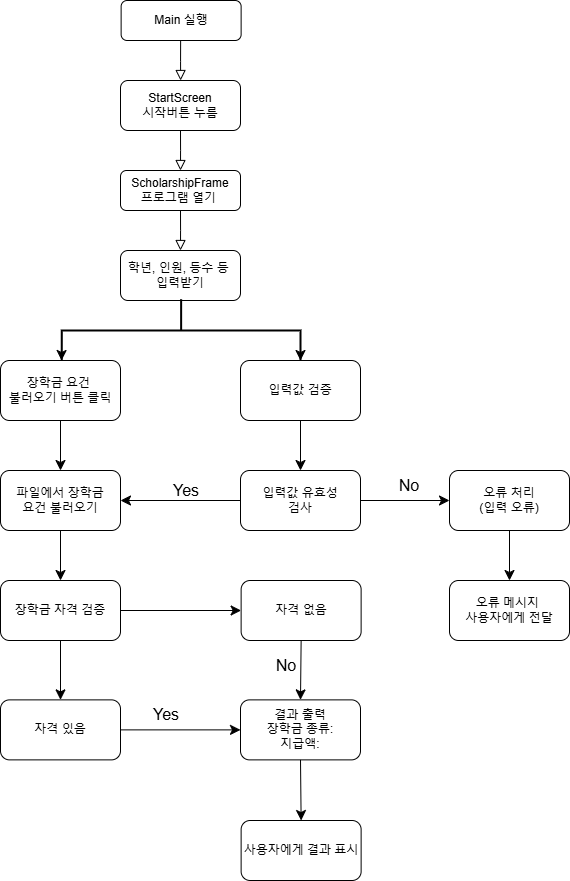 Main 실행
StartScreen
시작버튼 누름
ScholarshipFrame
프로그램 열기
학년, 인원, 등수 등
입력받기
장학금 요건
불러오기 버튼 클릭
입력값 검증
파일에서 장학금
요건 불러오기
Yes
입력값 유효성
검사
No
오류 처리
(입력 오류)
장학금 자격 검증
자격 없음
오류 메시지
사용자에게 전달
No
자격 있음
Yes
결과 출력
장학금 종류:
지급액:
사용자에게 결과 표시